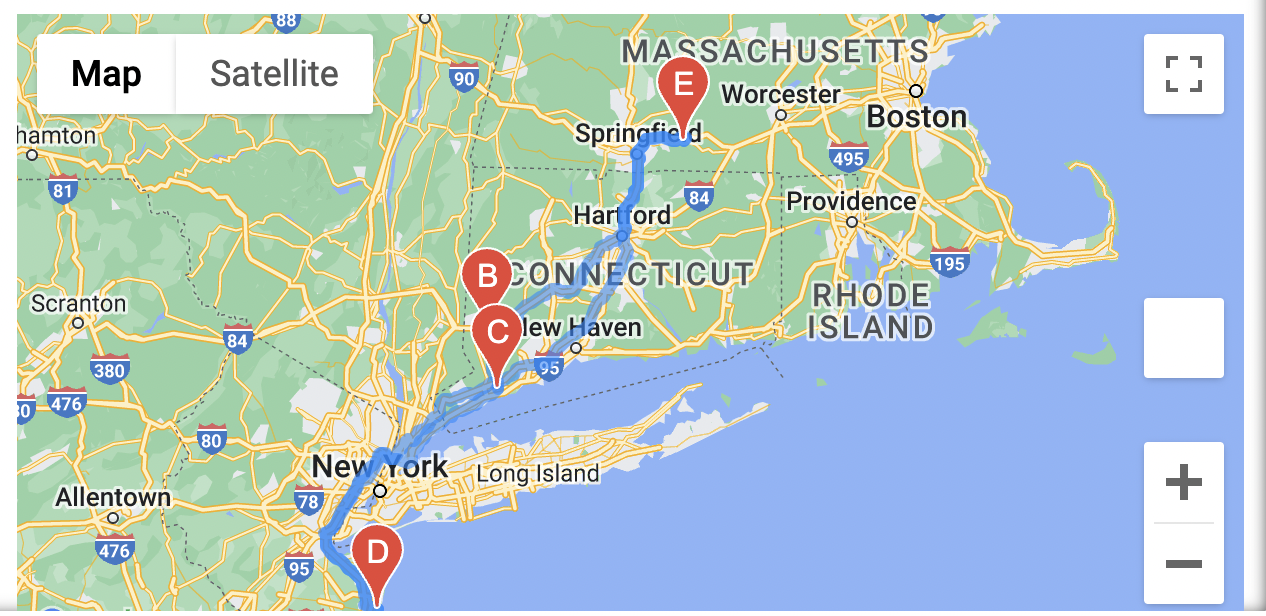 88
Map
Satellite
90
MASSACHUSETTS
E
Worcester
Boston
hamton
Springfield
495
81
84
Hartford
Providence
B
CONNECTICUT
195
Scranton
RHODE
ISLAND
C
New Haven
84
95
380
476
80
New York
Long Island
Allentown
78
476
D
95